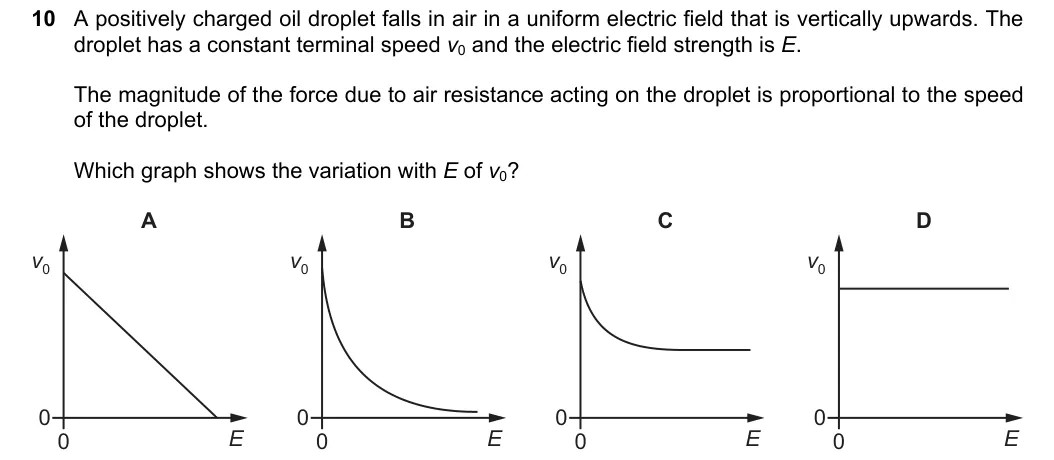 10 A positively charged oil droplet falls in air in a uniform electric field that is vertically upwards. The
droplet has a constant terminal speed v₀ and the electric field strength is E.
The magnitude of the force due to air resistance acting on the droplet is proportional to the speed
of the droplet.
Which graph shows the variation with E of v₀?
A B C D
v₀ v₀ v₀ v₀
0 0 0 0
0 E 0 E 0 E 0 E